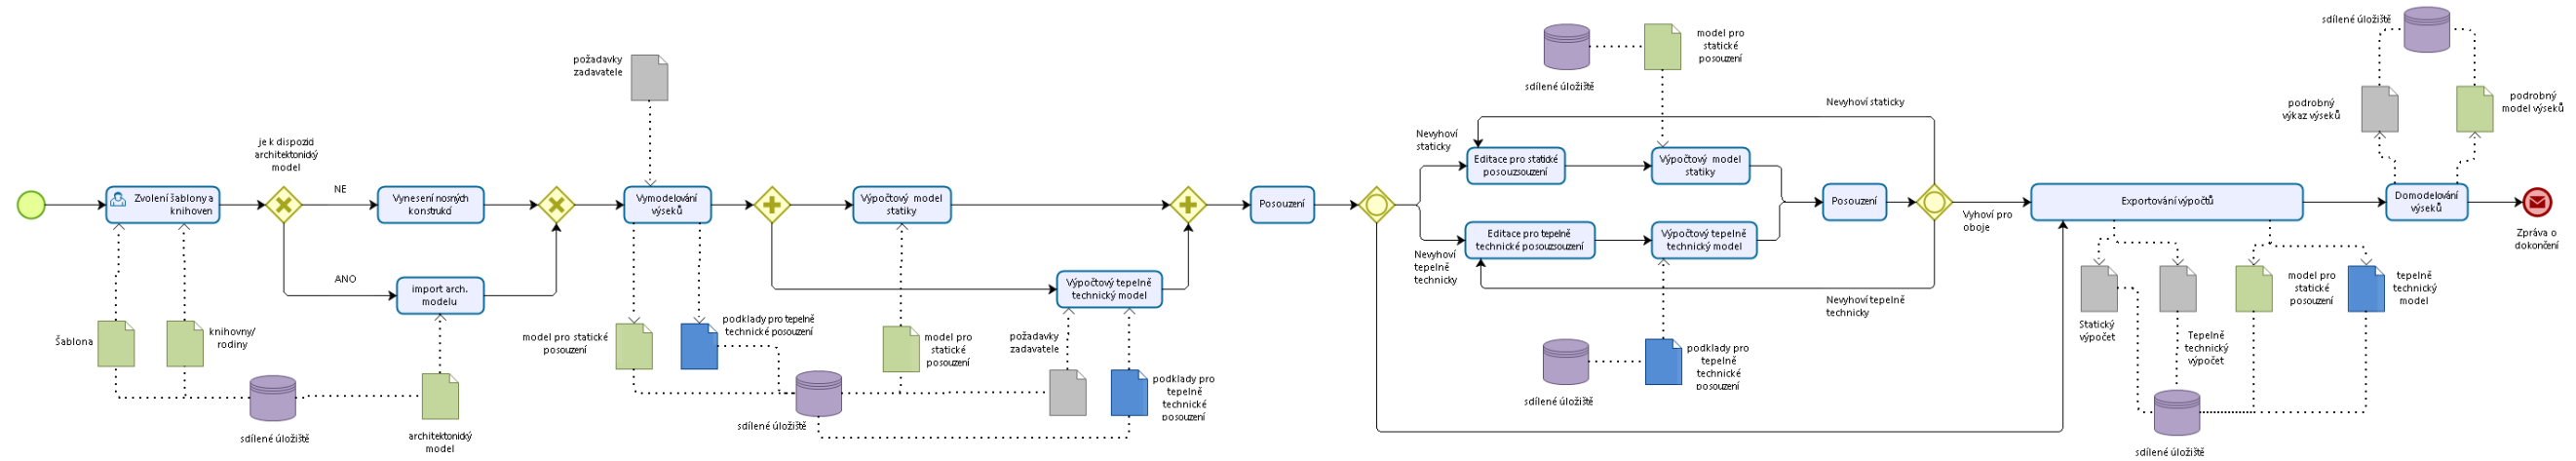 Šablona
Zvolení šablony a
knihoven
knihovny/
rodiny
sdílené úložiště
je k dispozici
architektonický
model
NE
ANO
Vynesení nosných
konstrukcí
import arch.
modelu
architektonický
model
požadavky
zadavatele
Vymodelování
výseků
model pro statické
posouzení
podklady pro tepelně
technické posouzení
sdílené úložiště
Výpočtový model
statiky
model pro
statické
posouzení
Výpočtový tepelně
technický model
požadavky
zadavatele
podklady pro
tepelně
technické
posouzení
Posouzení
Nevyhoví
staticky
Nevyhoví
tepelně
technicky
sdílené úložiště
model pro
statické
posouzení
Nevyhoví staticky
Editace pro statické
posouzsouzení
Výpočtový model
statiky
Editace pro tepelně
technické posouzsouzení
Výpočtový tepelně
technický model
Nevyhoví tepelně
technicky
sdílené úložiště
podklady pro
tepelně
technické
posouzení
Posouzení
Vyhoví pro
oboje
Exportování výpočtů
Statický
výpočet
Tepelně
technický
výpočet
model pro
statické
posouzení
tepelně
technický
model
sdílené úložiště
sdílené úložiště
podrobný
výkaz výseků
podrobný
model výseků
Domodelování
výseků
Zpráva o
dokončení